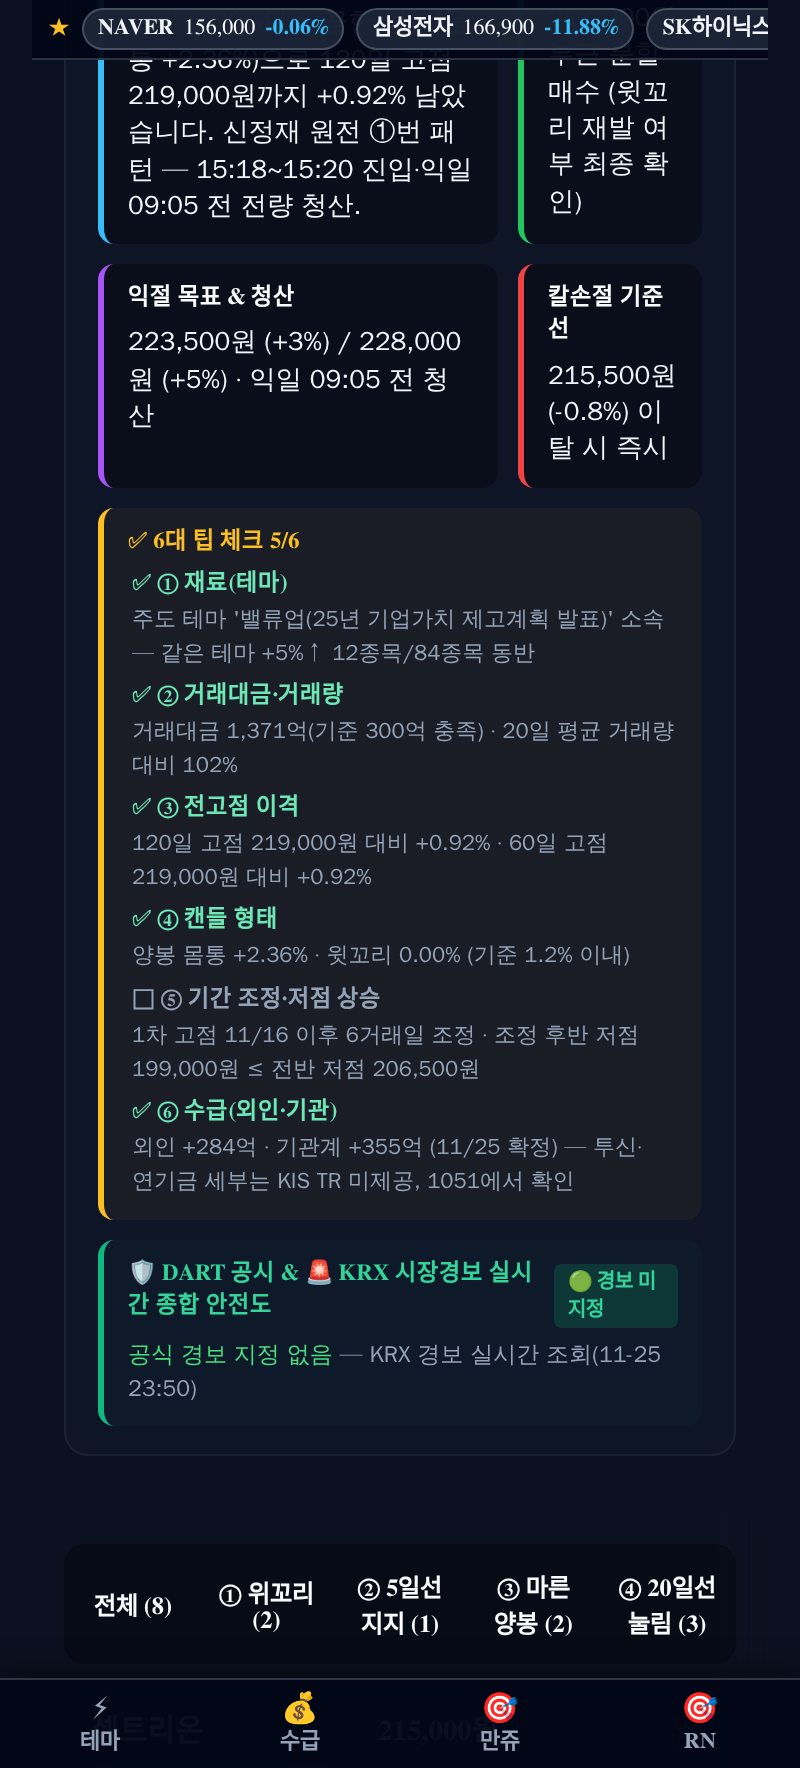 ★ NAVER 156,000 -0.06% 삼성전자 166,900 -11.88% SK하이닉스
통 +2.36%)으로 120일 고점
219,000원까지 +0.92% 남았
습니다. 신정재 원전 ①번 패
턴 — 15:18~15:20 진입·익일
09:05 전 전량 청산.
매수 (윗꼬
리 재발 여
부 최종 확
인)
익절 목표 & 청산
223,500원 (+3%) / 228,000
원 (+5%) · 익일 09:05 전 청
산
칼손절 기준
선
215,500원
(-0.8%) 이
탈 시 즉시
✅ 6대 팁 체크 5/6
✅ ① 재료(테마)
주도 테마 '밸류업(25년 기업가치 제고계획 발표)' 소속
— 같은 테마 +5%↑ 12종목/84종목 동반
✅ ② 거래대금·거래량
거래대금 1,371억(기준 300억 충족) · 20일 평균 거래량
대비 102%
✅ ③ 전고점 이격
120일 고점 219,000원 대비 +0.92% · 60일 고점
219,000원 대비 +0.92%
✅ ④ 캔들 형태
양봉 몸통 +2.36% · 윗꼬리 0.00% (기준 1.2% 이내)
☐ ⑤ 기간 조정·저점 상승
1차 고점 11/16 이후 6거래일 조정 · 조정 후반 저점
199,000원 ≤ 전반 저점 206,500원
✅ ⑥ 수급(외인·기관)
외인 +284억 · 기관계 +355억 (11/25 확정) — 투신·
연기금 세부는 KIS TR 미제공, 1051에서 확인
🛡️ DART 공시 & 🚨 KRX 시장경보 실시
간 종합 안전도
🟢 경보 미
지정
공식 경보 지정 없음 — KRX 경보 실시간 조회(11-25
23:50)
전체 (8)
① 위꼬리
(2)
② 5일선
지지 (1)
③ 마른
양봉 (2)
④ 20일선
눌림 (3)
⚡ 테마
💰 수급
🎯 만쥬
🎯 RN